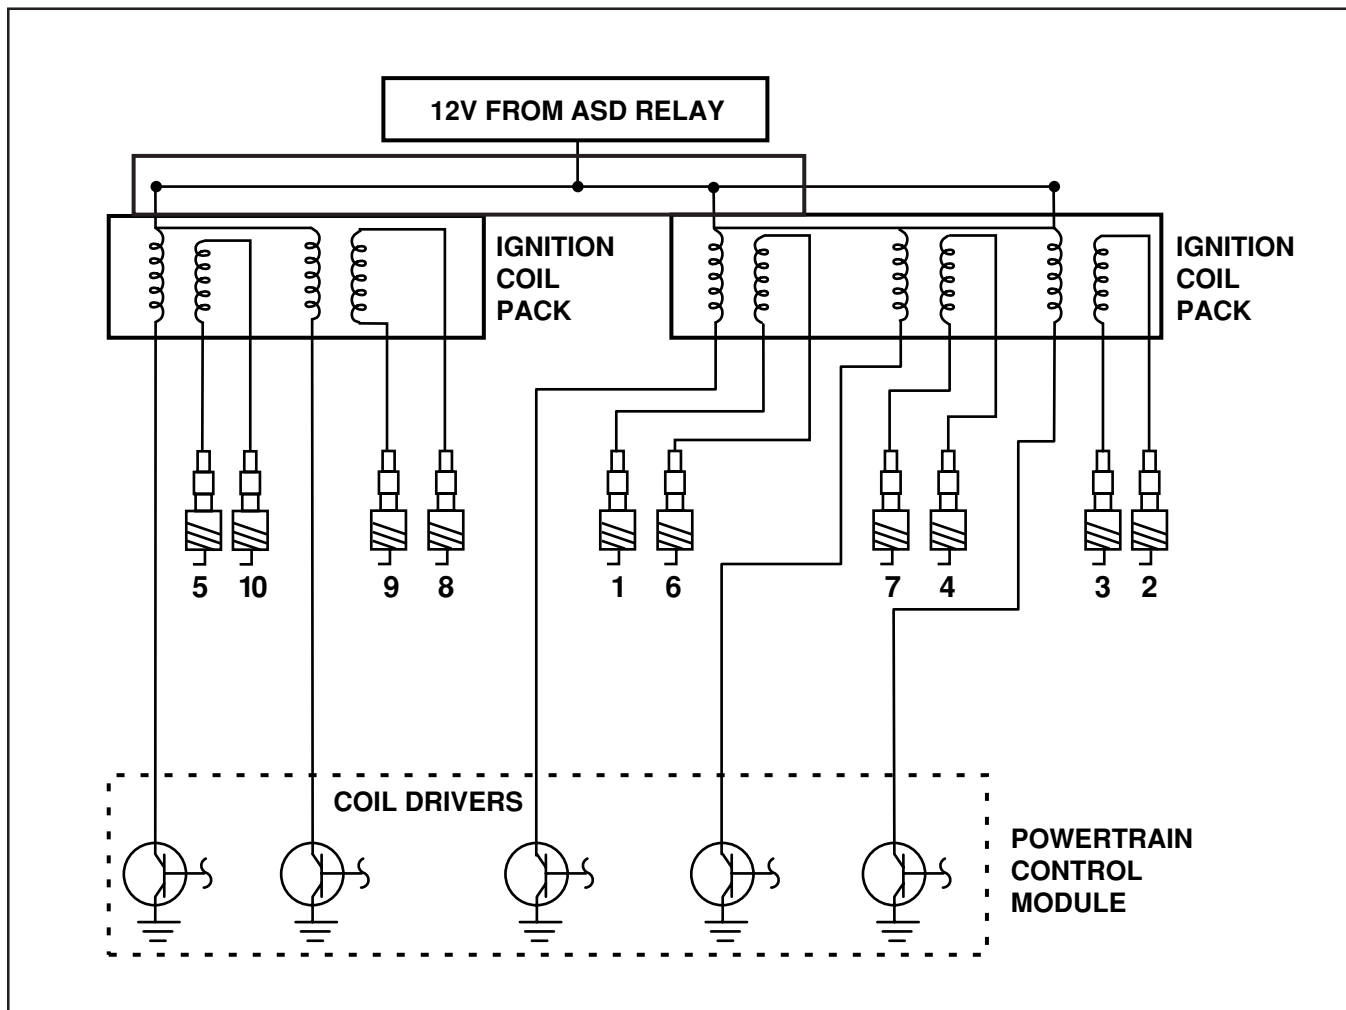 12V FROM ASD RELAY
IGNITION
COIL
PACK
IGNITION
COIL
PACK
5 10 9 8 1 6 7 4 3 2
COIL DRIVERS
POWERTRAIN
CONTROL
MODULE